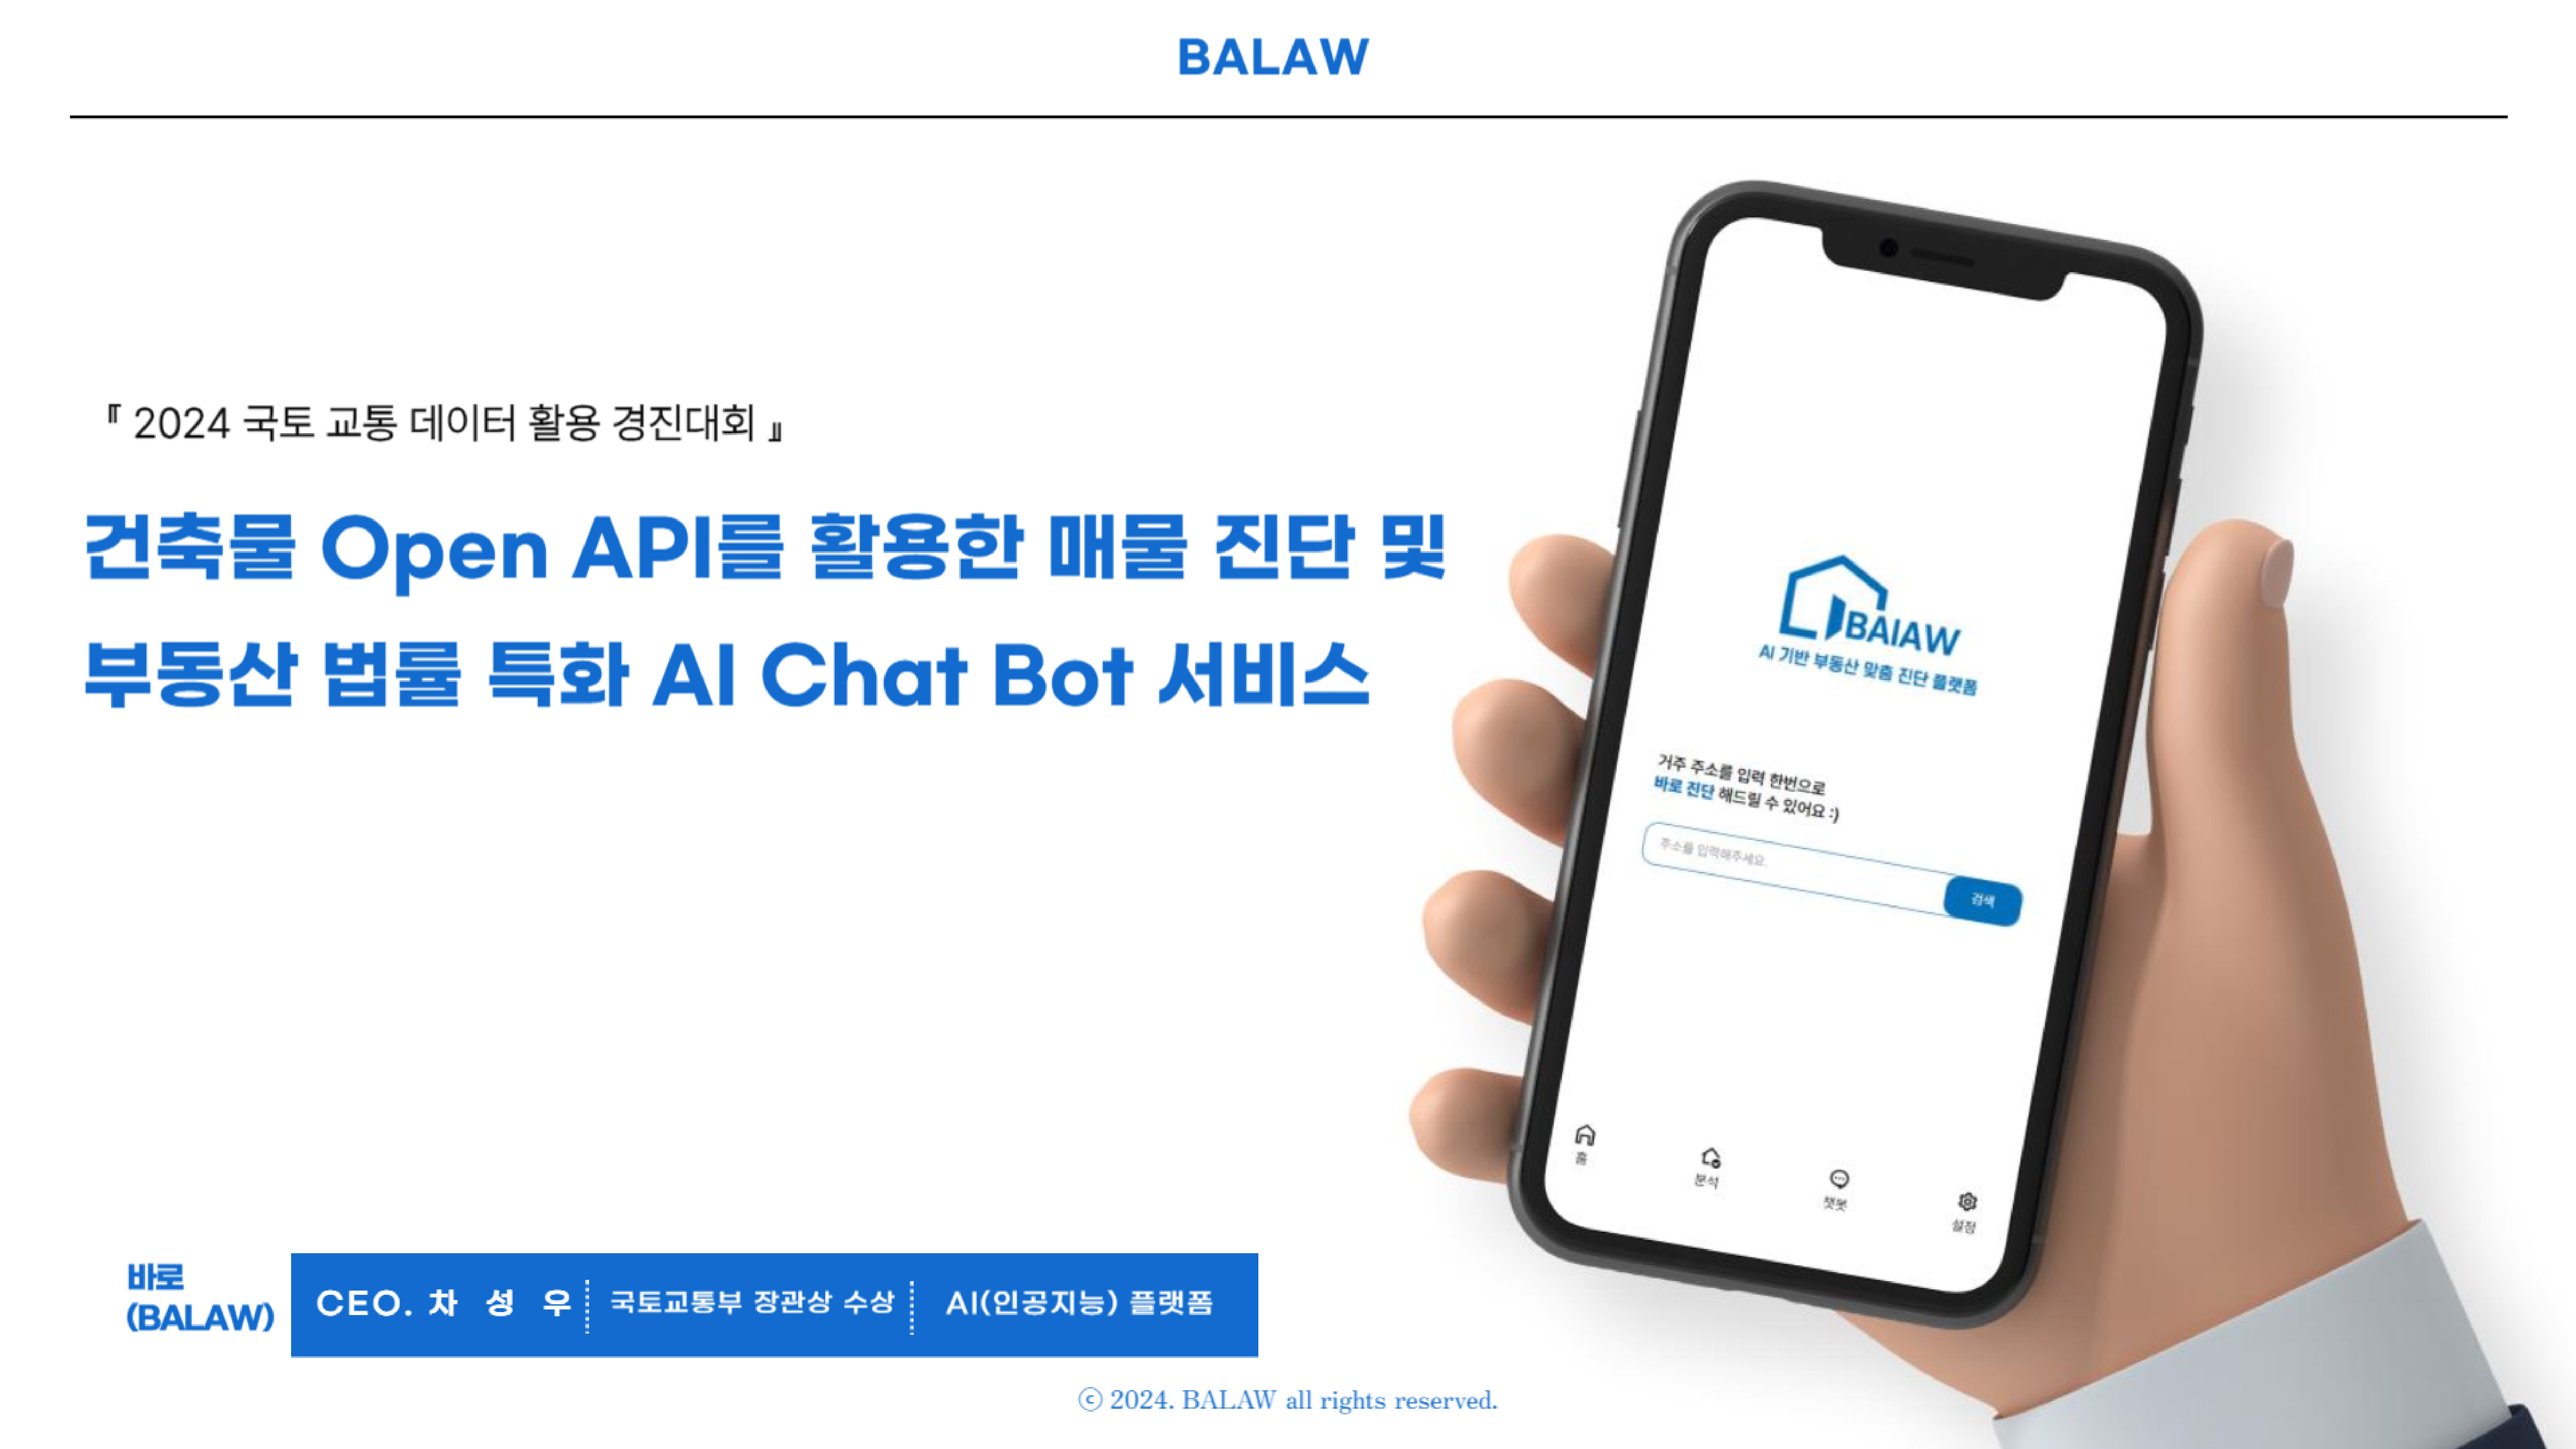 BALAW
『 2024 국토 교통 데이터 활용 경진대회 』
건축물 Open API를 활용한 매물 진단 및
부동산 법률 특화 AI Chat Bot 서비스
BAIAW
AI 기반 부동산 맞춤 진단 플랫폼
거주 주소를 입력 한번으로
바로 진단 해드릴 수 있어요 :)
주소를 입력해주세요.
검색
홈
분석
챗봇
설정
바로
(BALAW)
CEO. 차 성 우
국토교통부 장관상 수상
AI(인공지능) 플랫폼
ⓒ 2024. BALAW all rights reserved.